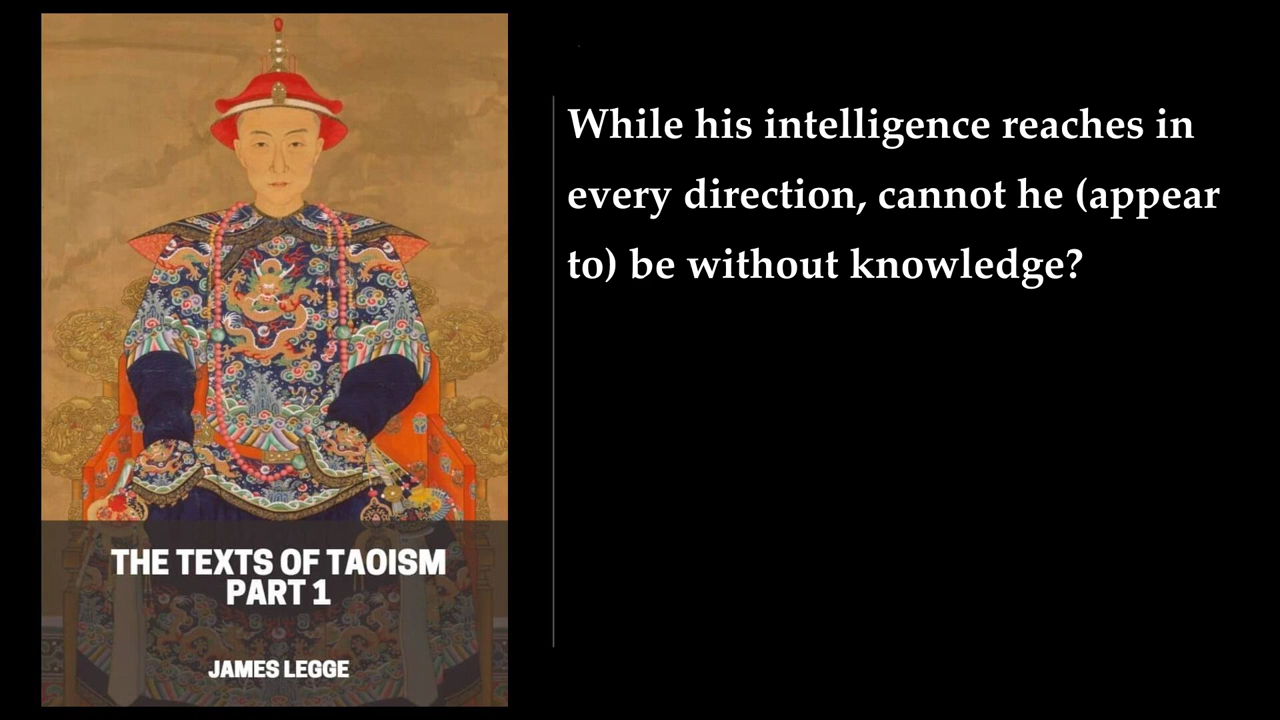 While his intelligence reaches in
every direction, cannot he (appear
to) be without knowledge?
THE TEXTS OF TAOISM
PART 1
JAMES LEGGE